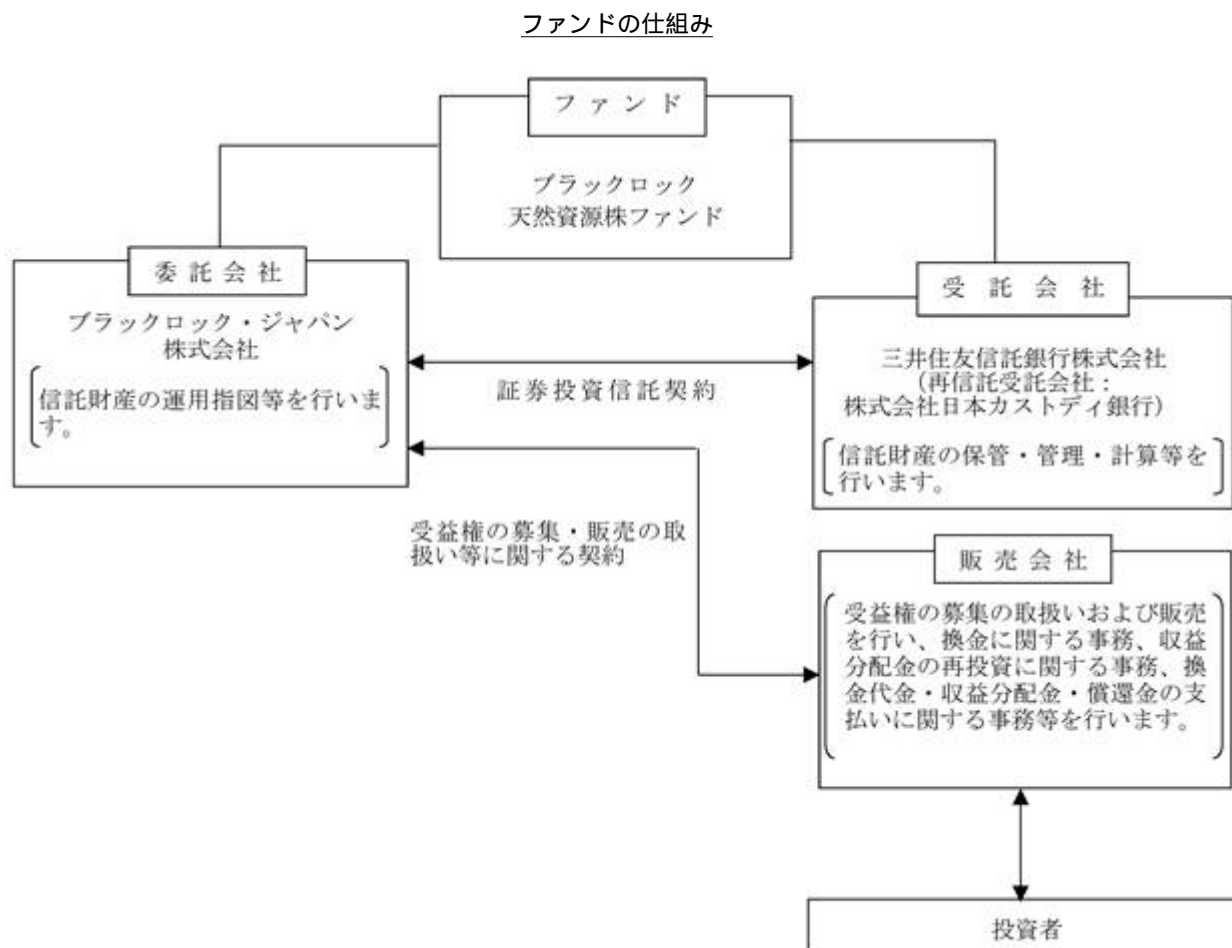 ファンドの仕組み
ファンド
ブラックロック
天然資源株ファンド
委託会社
ブラックロック・ジャパン
株式会社
信託財産の運用指図等を行いま
す。
証券投資信託契約
受託会社
三井住友信託銀行株式会社
（再信託受託会社：
株式会社日本カストディ銀行）
信託財産の保管・管理・計算等を
行います。
受益権の募集・販売の取
扱い等に関する契約
販売会社
受益権の募集の取扱いおよび販売
を行い、換金に関する事務、収益
分配金の再投資に関する事務、換
金代金・収益分配金・償還金の支
払いに関する事務等を行います。
投資者